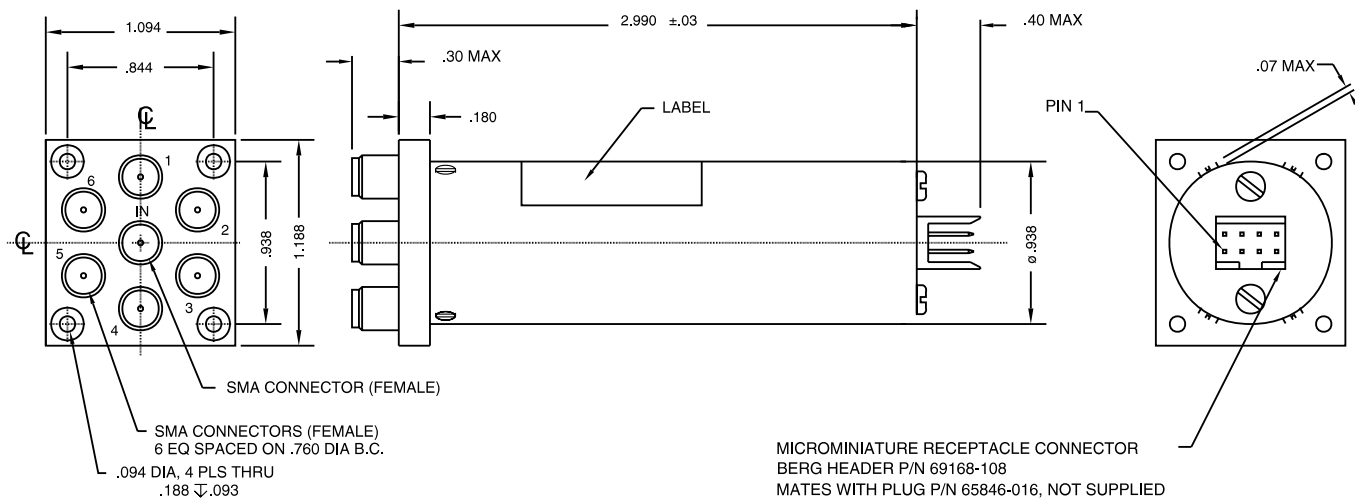 1.094
.844
℄
1
6
IN
2
℄
5
3
4
.938
1.188
SMA CONNECTOR (FEMALE)
SMA CONNECTORS (FEMALE)
6 EQ SPACED ON .760 DIA B.C.
.094 DIA, 4 PLS THRU
.188 ↧.093
2.990 ±.03
.40 MAX
.30 MAX
.180
LABEL
ø.938
.07 MAX
PIN 1
MICROMINIATURE RECEPTACLE CONNECTOR
BERG HEADER P/N 69168-108
MATES WITH PLUG P/N 65846-016, NOT SUPPLIED